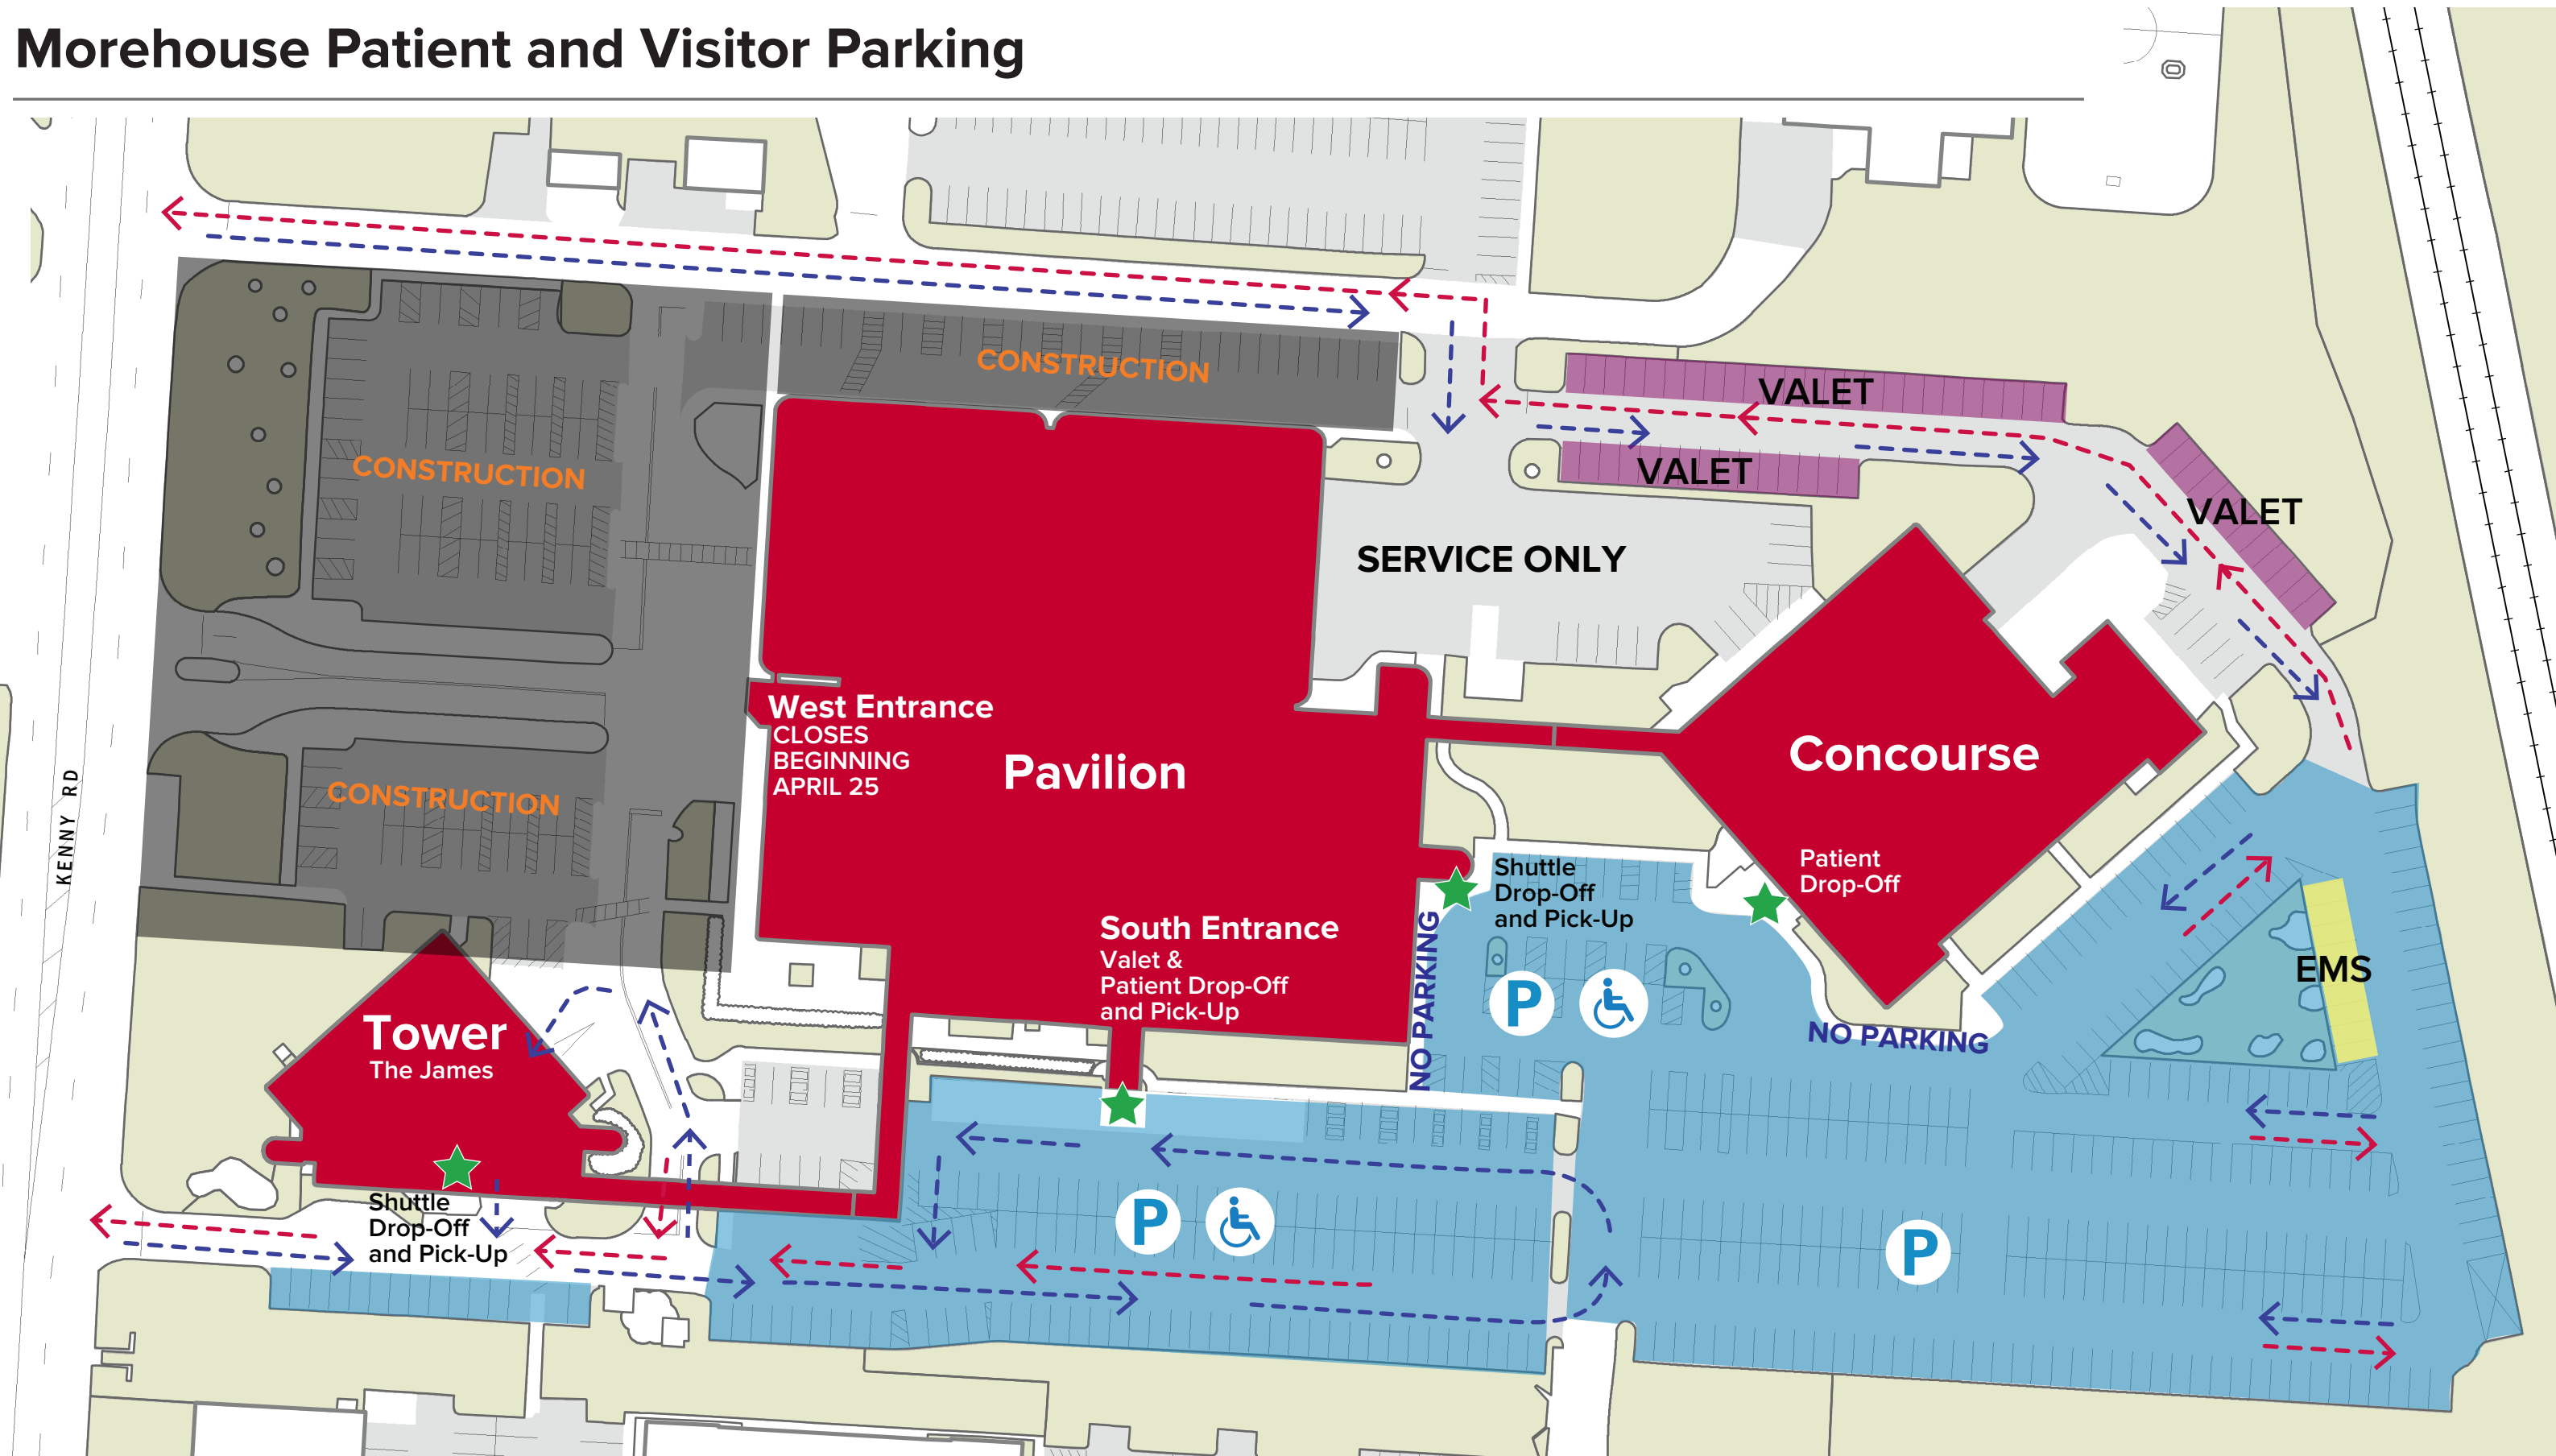 Morehouse Patient and Visitor Parking
CONSTRUCTION
VALET
CONSTRUCTION
VALET
VALET
SERVICE ONLY
West Entrance
CLOSES
BEGINNING
APRIL 25
Pavilion
Concourse
CONSTRUCTION
KENNY RD
Patient
Drop-Off
Shuttle
Drop-Off
and Pick-Up
South Entrance
Valet &
Patient Drop-Off
and Pick-Up
NO PARKING
EMS
P
NO PARKING
Tower
The James
Shuttle
Drop-Off
and Pick-Up
P
P